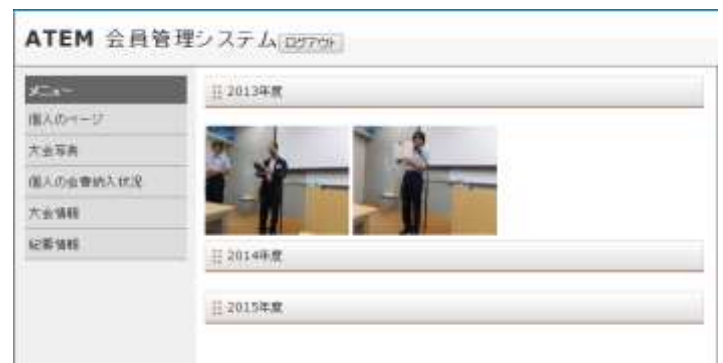 ATEM 会員管理システム ログアウト
メニュー
個人のページ
大会写真
個人の会費納入状況
大会情報
紀要情報
2013年度
2014年度
2015年度